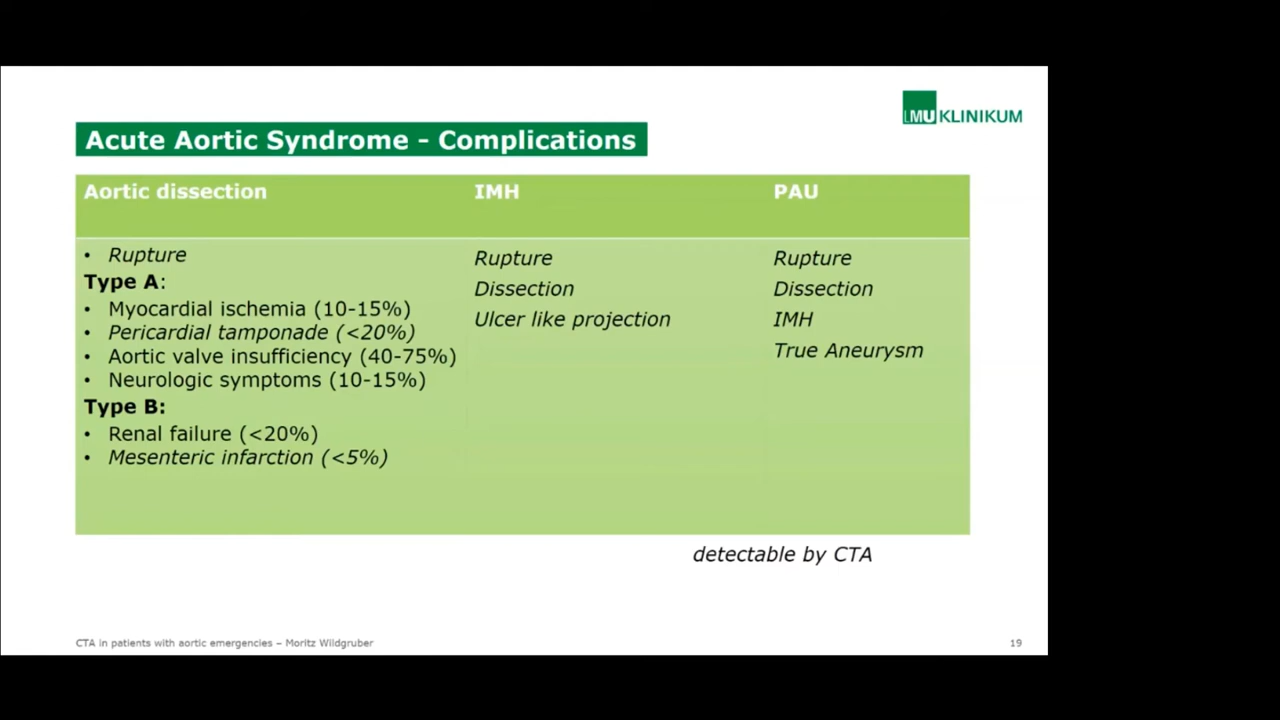 LMU KLINIKUM
Acute Aortic Syndrome - Complications
Aortic dissection
• Rupture
Type A:
• Myocardial ischemia (10-15%)
• Pericardial tamponade (<20%)
• Aortic valve insufficiency (40-75%)
• Neurologic symptoms (10-15%)
Type B:
• Renal failure (<20%)
• Mesenteric infarction (<5%)
IMH
Rupture
Dissection
Ulcer like projection
PAU
Rupture
Dissection
IMH
True Aneurysm
detectable by CTA
CTA in patients with aortic emergencies – Moritz Wildgruber
19